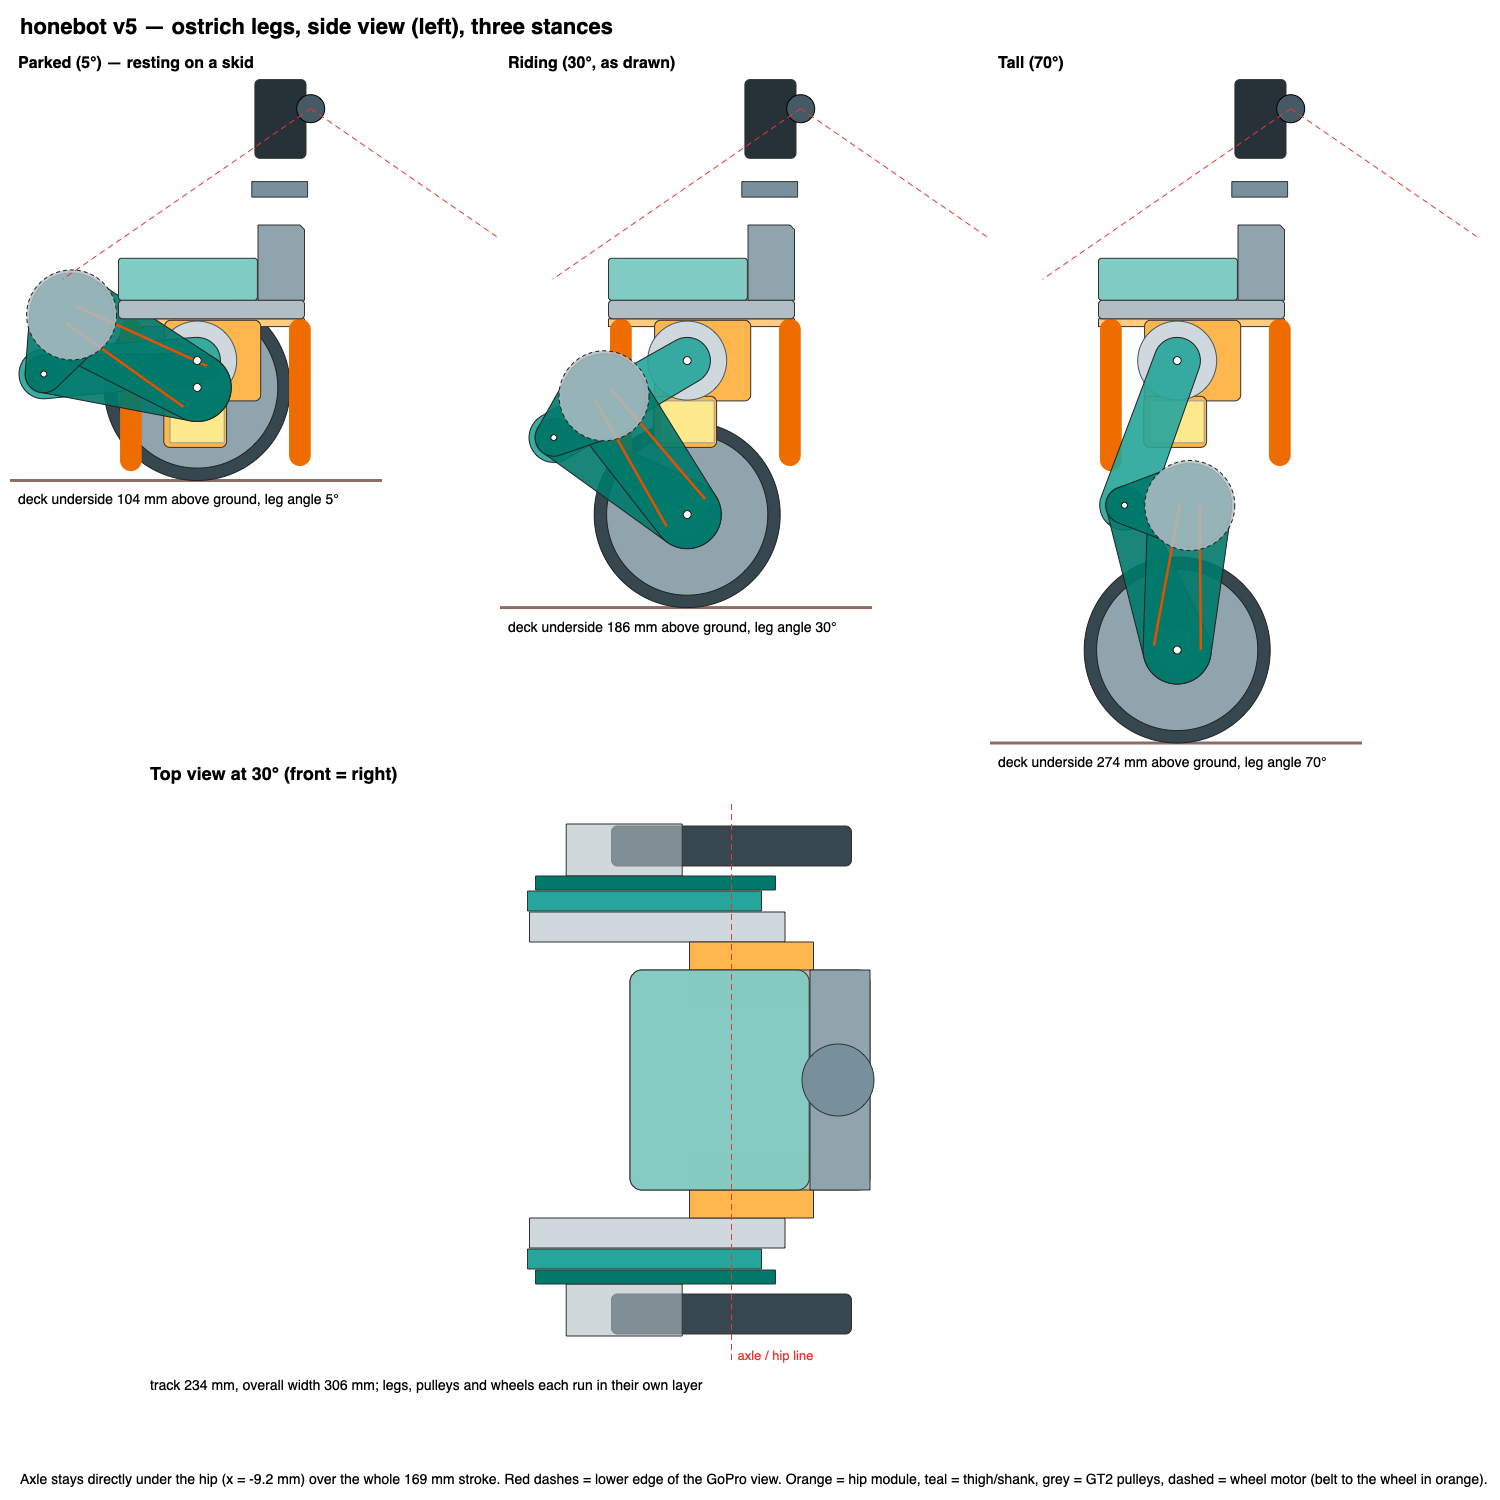 honebot v5 — ostrich legs, side view (left), three stances
Parked (5°) — resting on a skid
Riding (30°, as drawn)
Tall (70°)
deck underside 104 mm above ground, leg angle 5°
deck underside 186 mm above ground, leg angle 30°
deck underside 274 mm above ground, leg angle 70°
Top view at 30° (front = right)
axle / hip line
track 234 mm, overall width 306 mm; legs, pulleys and wheels each run in their own layer
Axle stays directly under the hip (x = -9.2 mm) over the whole 169 mm stroke. Red dashes = lower edge of the GoPro view. Orange = hip module, teal = thigh/shank, grey = GT2 pulleys, dashed = wheel motor (belt to the wheel in orange).